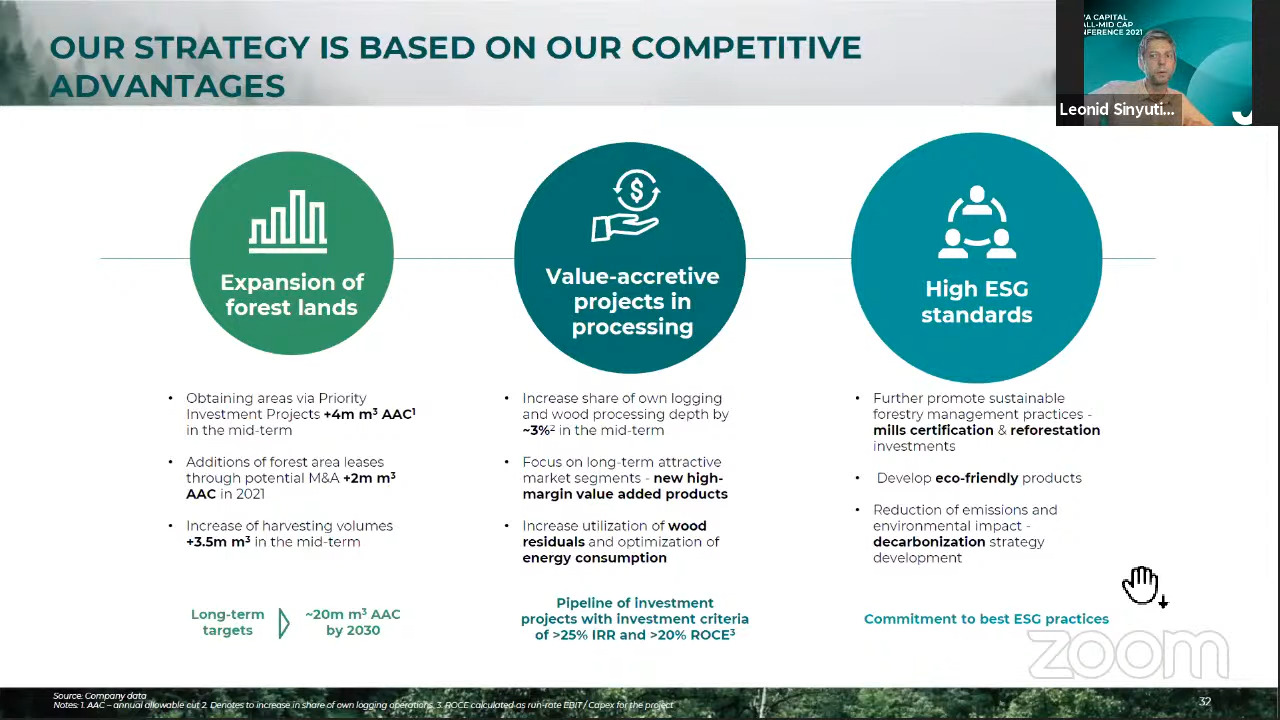 OUR STRATEGY IS BASED ON OUR COMPETITIVE
ADVANTAGES
VA CAPITAL
ALL-MID CAP
NFERENCE 2021
Leonid Sinyuti...
Expansion of
forest lands
Value-accretive
projects in
processing
High ESG
standards
• Obtaining areas via Priority
Investment Projects +4m m³ AAC¹
in the mid-term
• Additions of forest area leases
through potential M&A +2m m³
AAC in 2021
• Increase of harvesting volumes
+3.5m m³ in the mid-term
Long-term
targets
~20m m³ AAC
by 2030
• Increase share of own logging
and wood processing depth by
~3%² in the mid-term
• Focus on long-term attractive
market segments - new high-
margin value added products
• Increase utilization of wood
residuals and optimization of
energy consumption
Pipeline of investment
projects with investment criteria
of >25% IRR and >20% ROCE³
• Further promote sustainable
forestry management practices -
mills certification & reforestation
investments
• Develop eco-friendly products
• Reduction of emissions and
environmental impact -
decarbonization strategy
development
Commitment to best ESG practices
zoom
Source: Company data
Notes: 1. AAC – annual allowable cut 2. Denotes to increase in share of own logging operations. 3. ROCE calculated as run-rate EBIT / Capex for the project
32